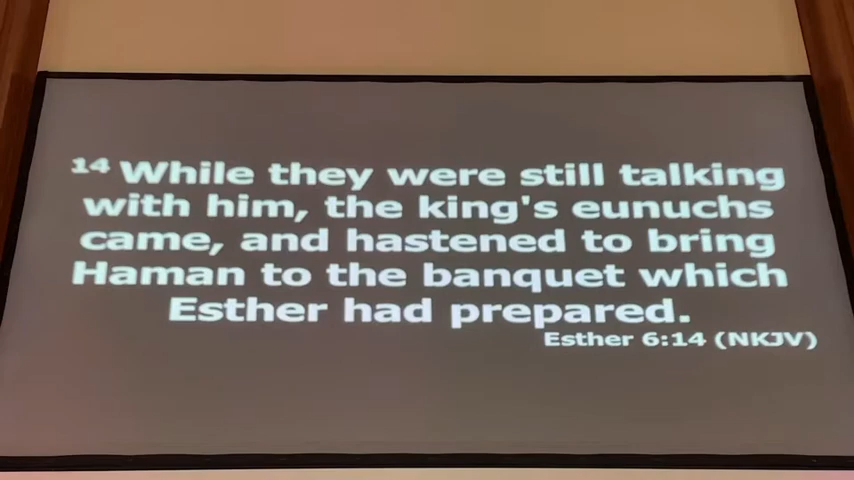 14 While they were still talking
with him, the king's eunuchs
came, and hastened to bring
Haman to the banquet which
Esther had prepared.
Esther 6:14 (NKJV)